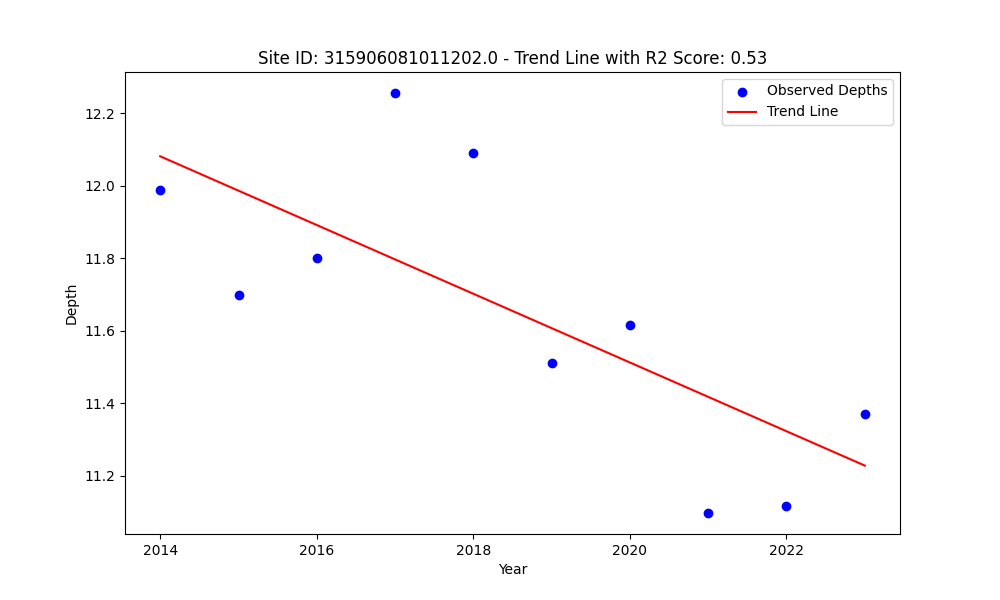 Site ID: 315906081011202.0 - Trend Line with R2 Score: 0.53
Observed Depths
Trend Line
Depth
12.2
12.0
11.8
11.6
11.4
11.2
2014
2016
2018
2020
2022
Year